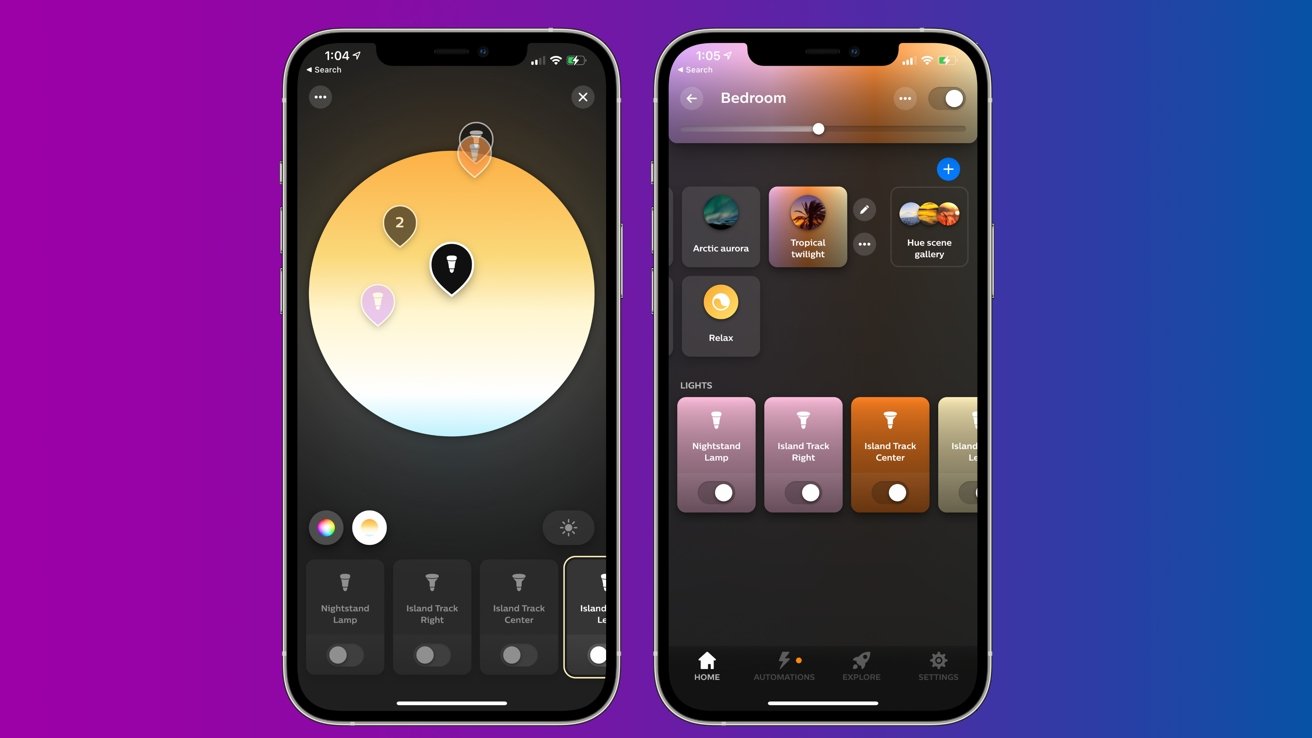 1:04
◀ Search
2
Nightstand
Lamp
Island Track
Right
Island Track
Center
Island
Le
1:05
◀ Search
Bedroom
Arctic aurora
Tropical
twilight
Hue scene
gallery
Relax
LIGHTS
Nightstand
Lamp
Island Track
Right
Island Track
Center
Island
Le
HOME
AUTOMATIONS
EXPLORE
SETTINGS